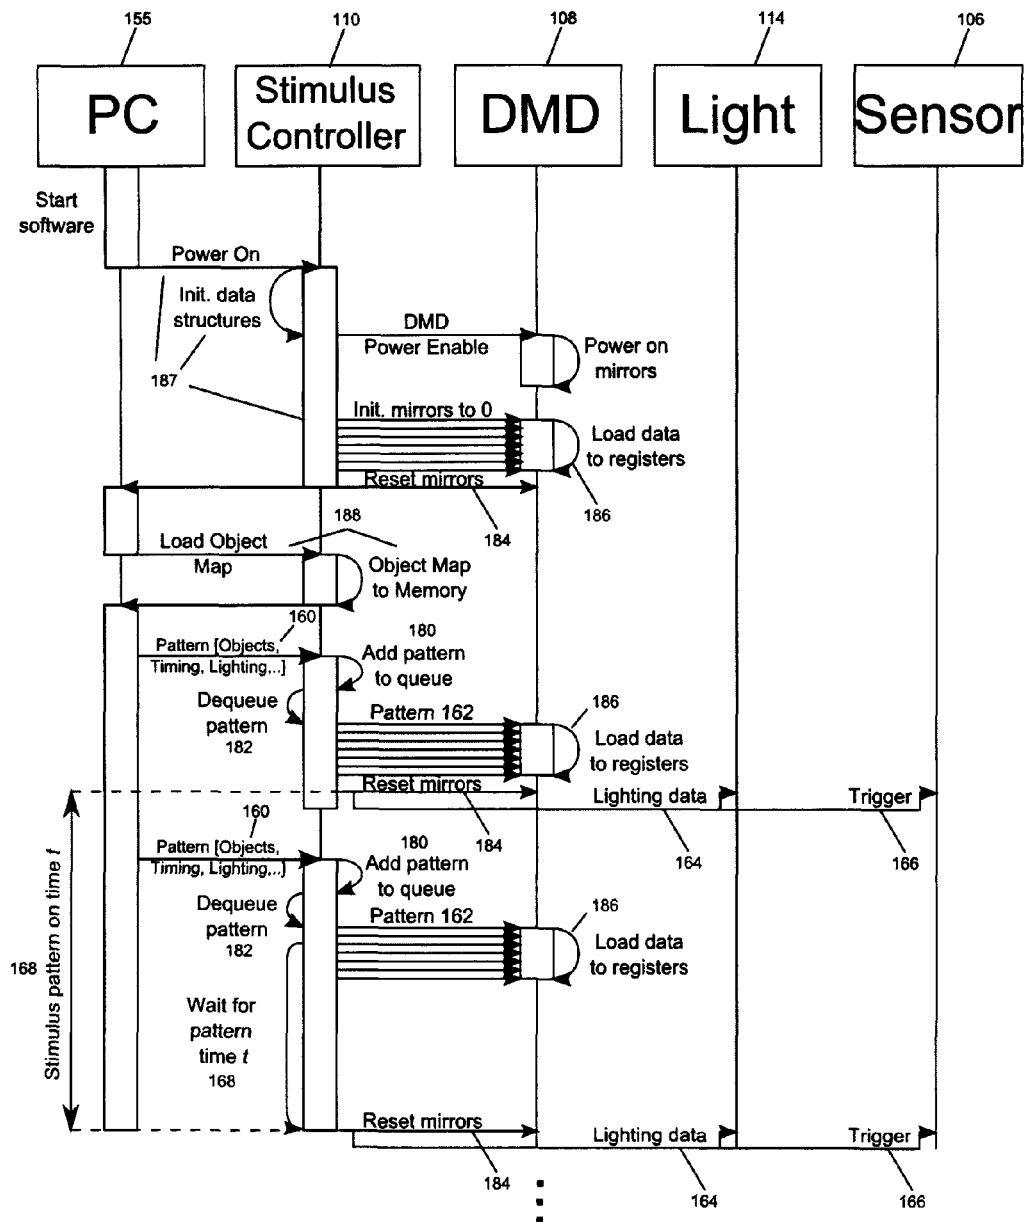 155
110
108
114
106
PC
Stimulus
Controller
DMD
Light
Sensor
Start
software
Power On
Init. data
structures
187
DMD
Power Enable
Power on
mirrors
Init. mirrors to 0
Load data
to registers
186
Reset mirrors
184
188
Load Object
Map
Object Map
to Memory
160
Pattern [Objects,
Timing, Lighting,..]
180
Add pattern
to queue
Dequeue
pattern
182
Pattern 162
186
Load data
to registers
Reset mirrors
184
Lighting data
164
Trigger
166
Stimulus pattern on time t
168
160
Pattern [Objects,
Timing, Lighting,..]
180
Add pattern
to queue
Dequeue
pattern
182
Pattern 162
186
Load data
to registers
Wait for
pattern
time t
168
Reset mirrors
184
Lighting data
164
Trigger
166